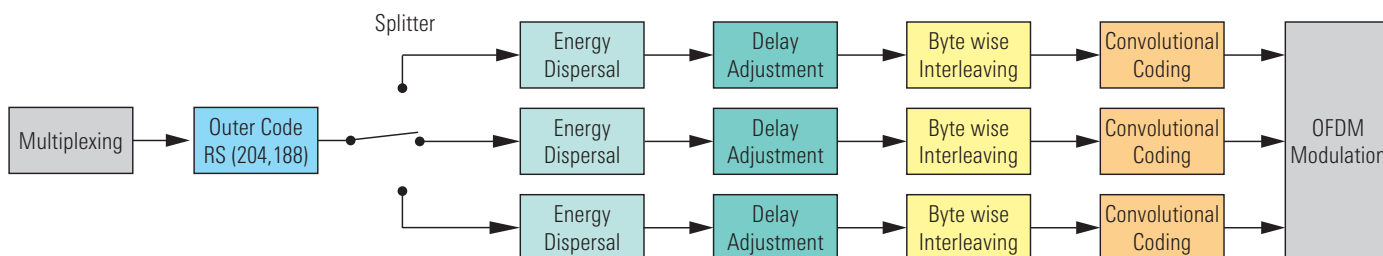 Splitter
Energy
Dispersal
Delay
Adjustment
Byte wise
Interleaving
Convolutional
Coding
Multiplexing
Outer Code
RS (204,188)
Energy
Dispersal
Delay
Adjustment
Byte wise
Interleaving
Convolutional
Coding
OFDM
Modulation
Energy
Dispersal
Delay
Adjustment
Byte wise
Interleaving
Convolutional
Coding